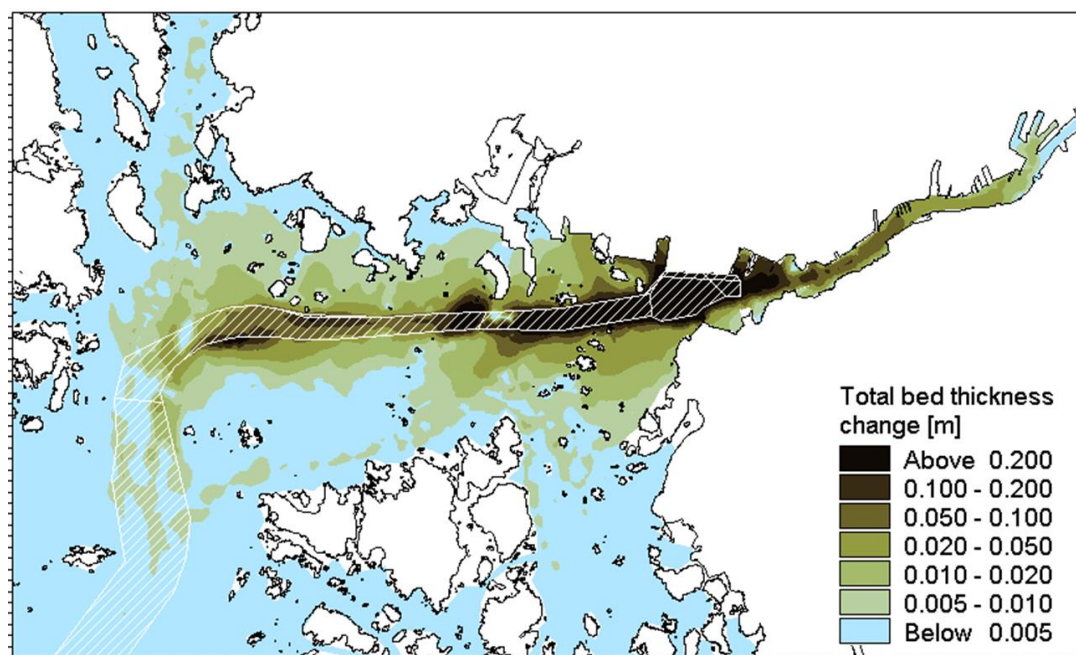 Total bed thickness
change [m]
Above 0.200
0.100 - 0.200
0.050 - 0.100
0.020 - 0.050
0.010 - 0.020
0.005 - 0.010
Below 0.005